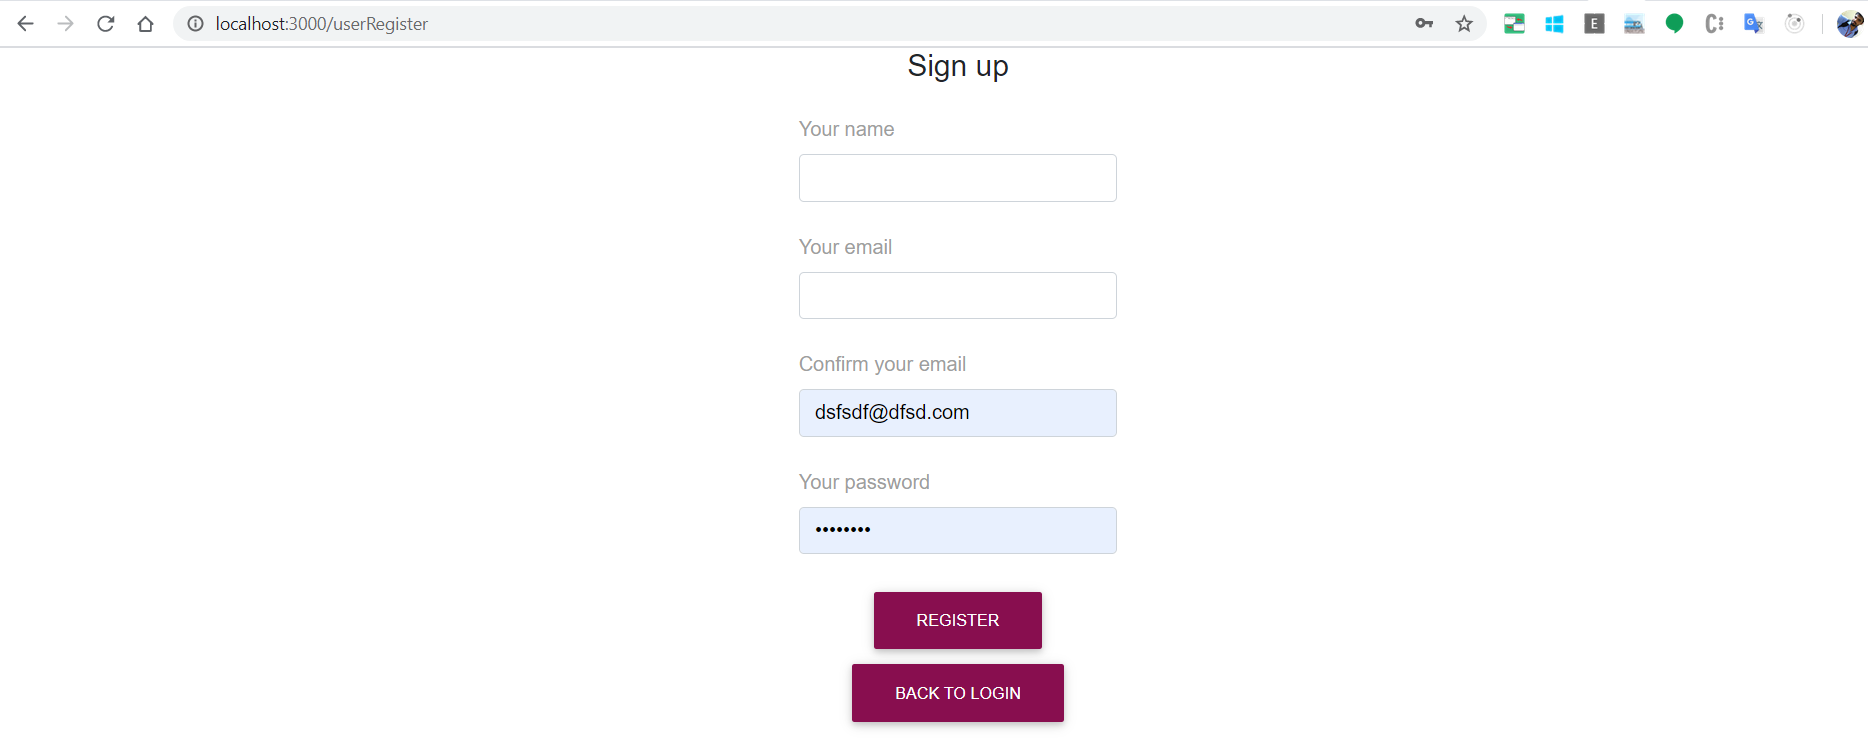 localhost:3000/userRegister
E
G
Sign up
Your name
Your email
Confirm your email
dsfsdf@dfsd.com
Your password
••••••••
REGISTER
BACK TO LOGIN